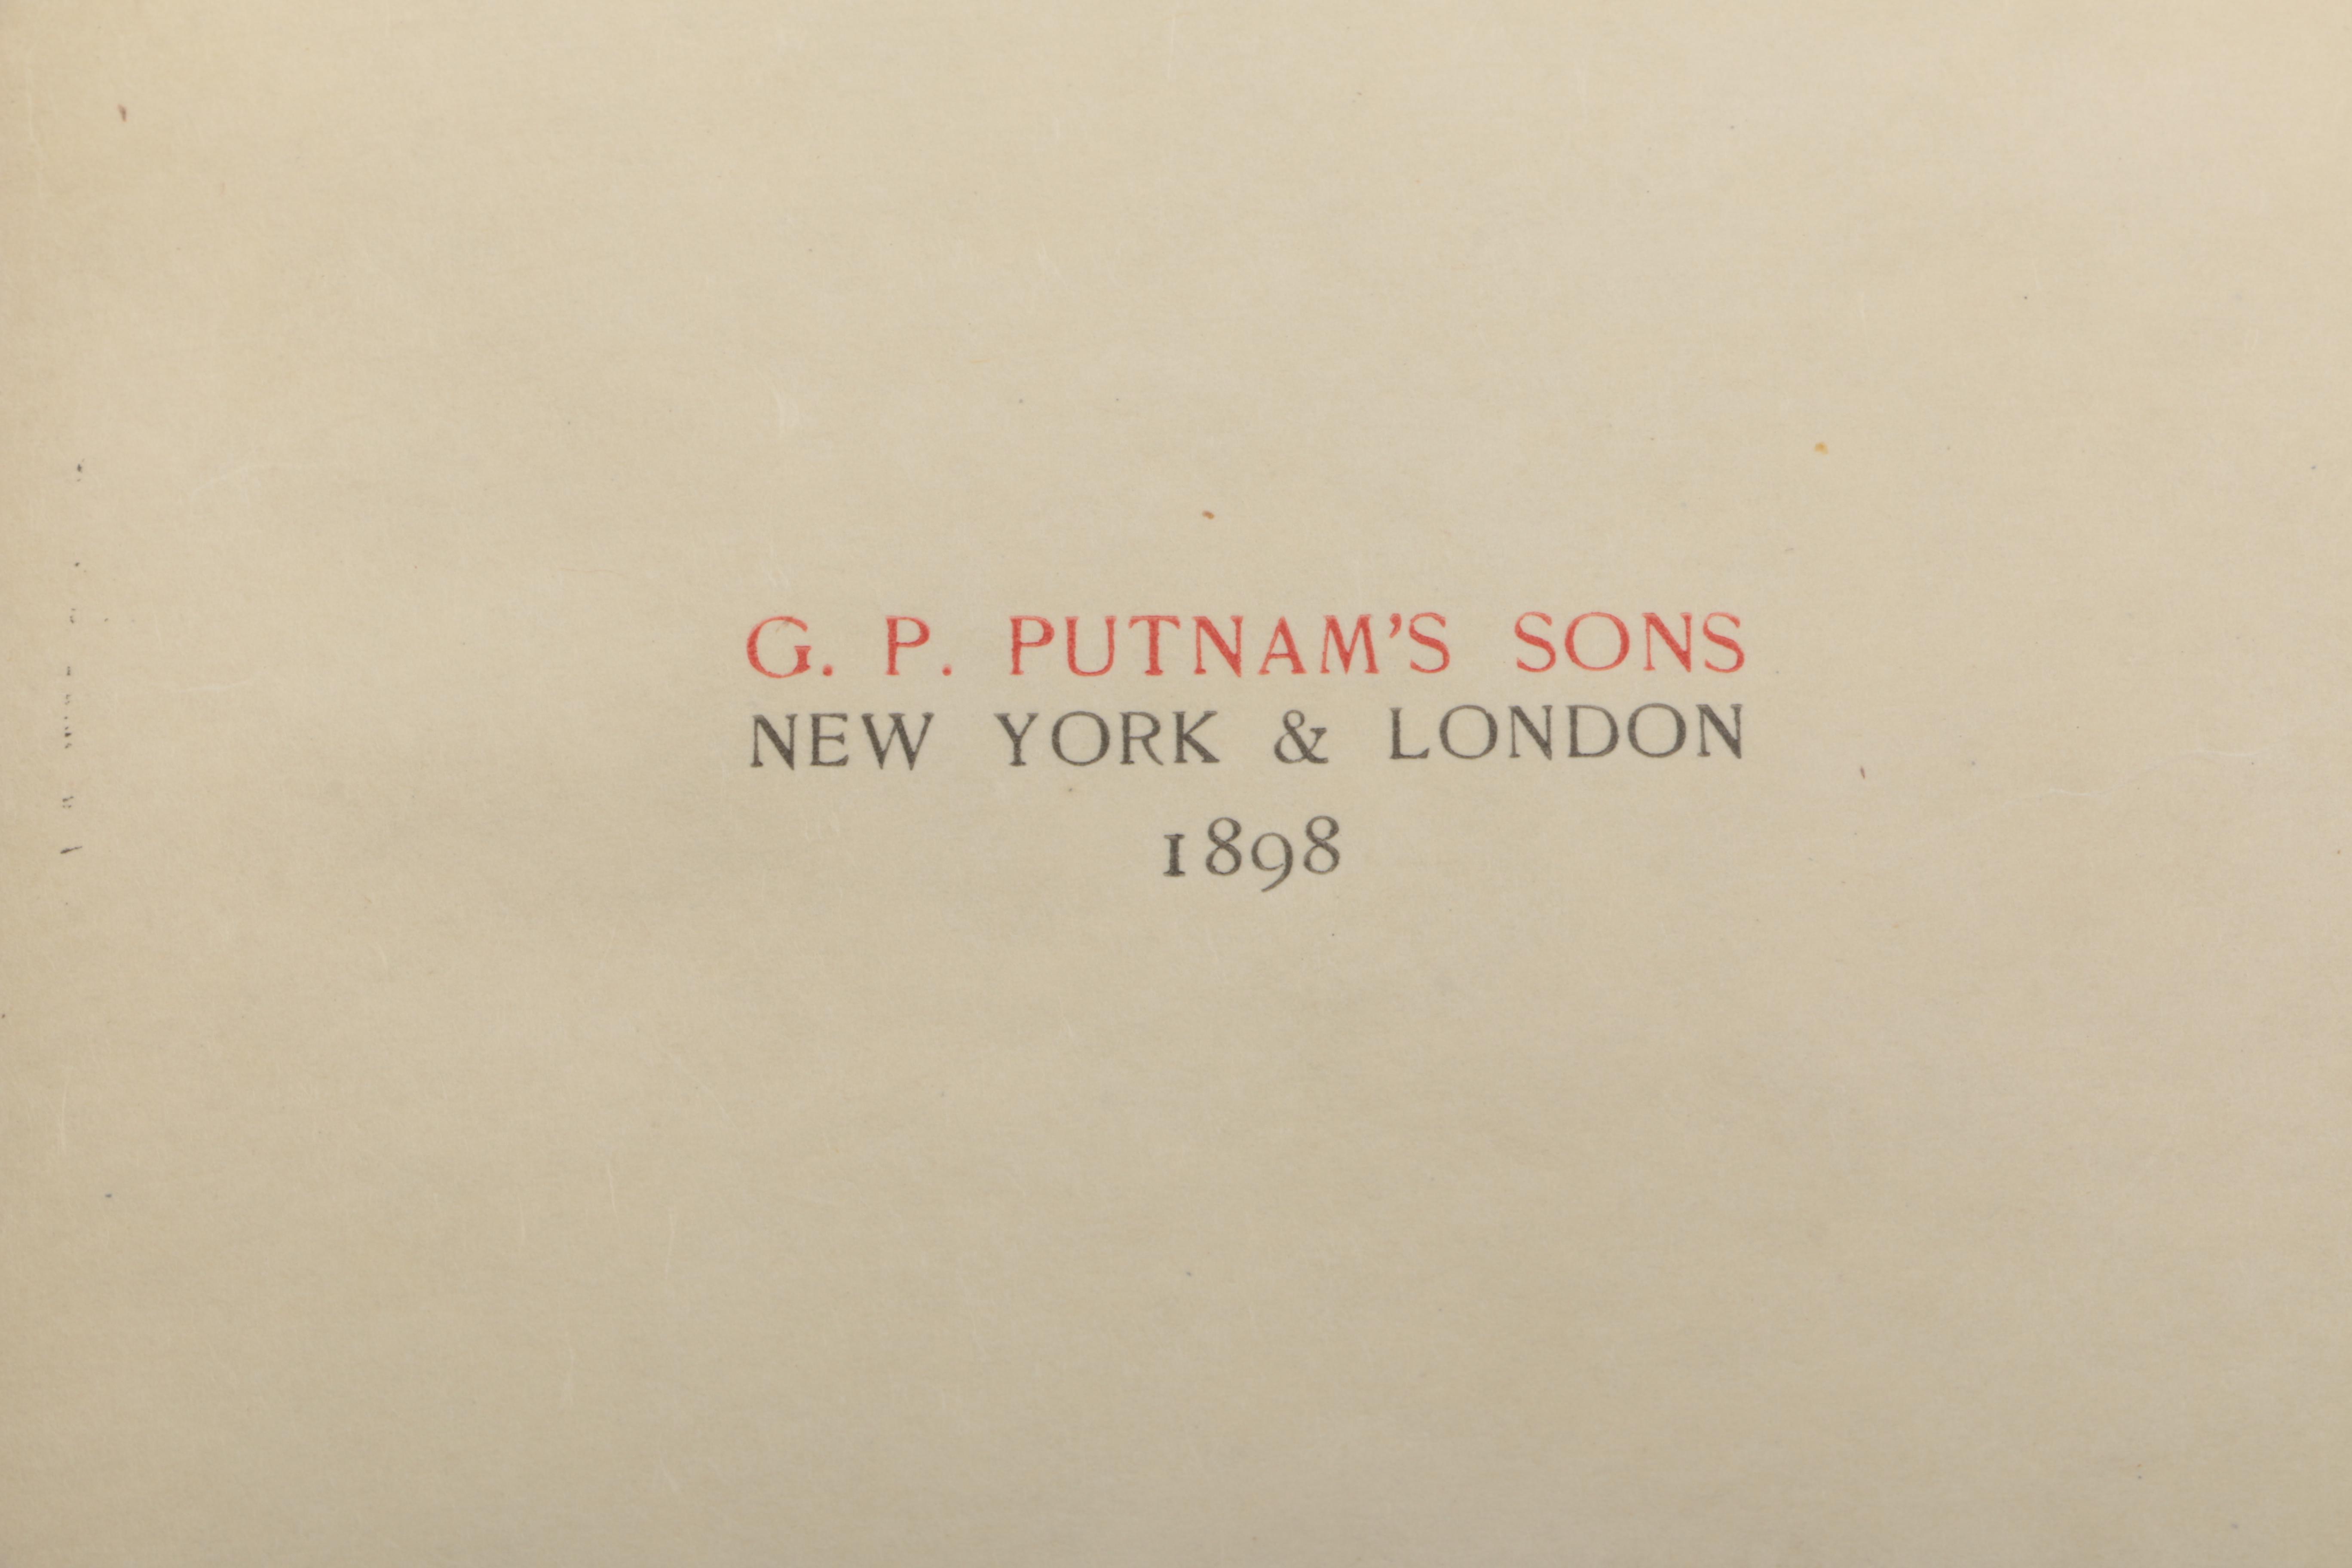 G. P. PUTNAM'S SONS
NEW YORK & LONDON
1898